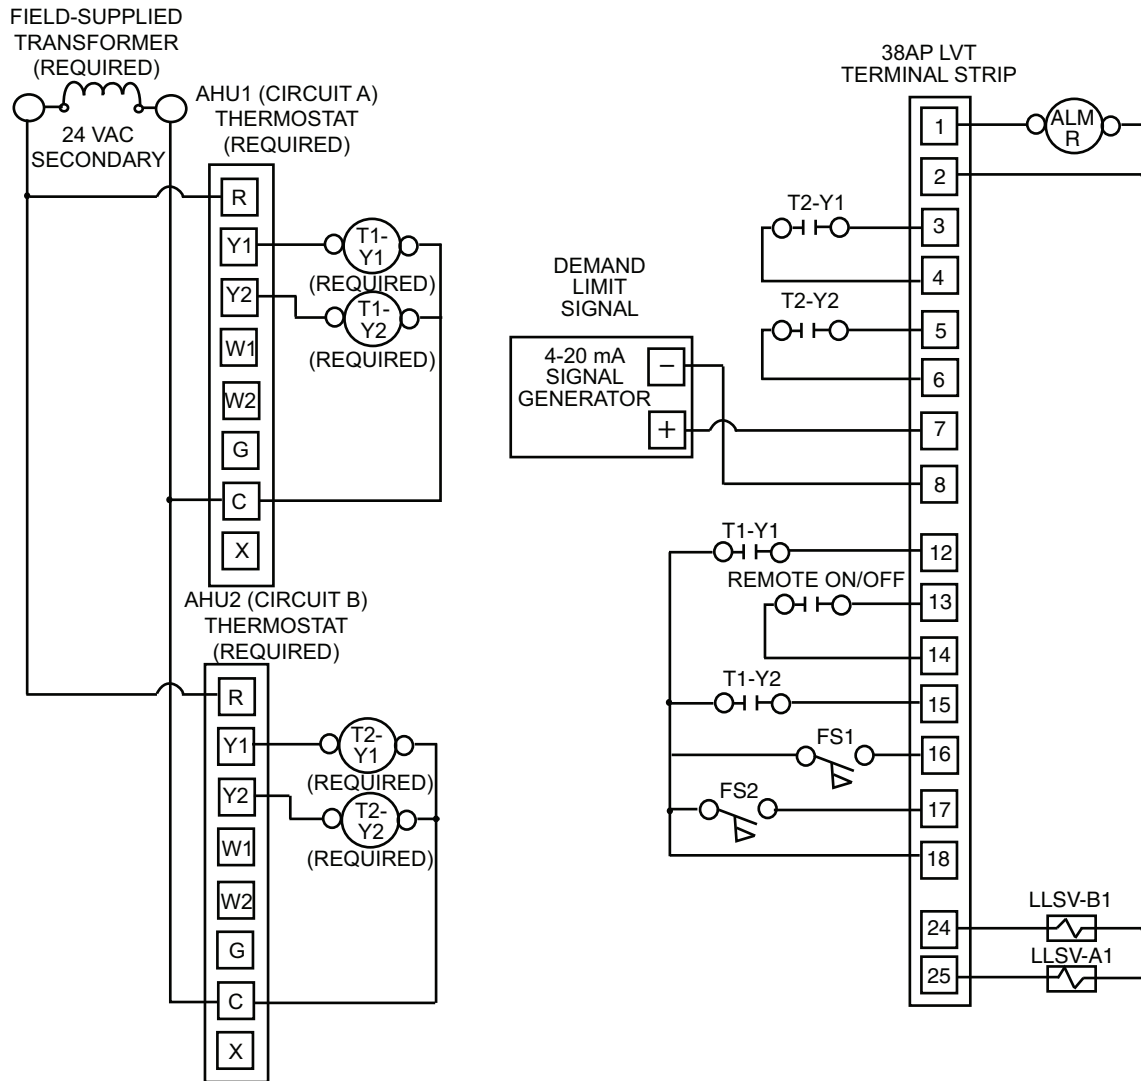 FIELD-SUPPLIED
TRANSFORMER
(REQUIRED)
24 VAC
SECONDARY
AHU1 (CIRCUIT A)
THERMOSTAT
(REQUIRED)
R
Y1
Y2
W1
W2
G
C
X
T1-
Y1
(REQUIRED)
T1-
Y2
(REQUIRED)
AHU2 (CIRCUIT B)
THERMOSTAT
(REQUIRED)
R
Y1
Y2
W1
W2
G
C
X
T2-
Y1
(REQUIRED)
T2-
Y2
(REQUIRED)
DEMAND
LIMIT
SIGNAL
4-20 mA
SIGNAL
GENERATOR
−
+
38AP LVT
TERMINAL STRIP
1
2
3
4
5
6
7
8
12
13
14
15
16
17
18
24
25
T2-Y1
T2-Y2
T1-Y1
REMOTE ON/OFF
T1-Y2
FS1
FS2
ALM
R
LLSV-B1
LLSV-A1